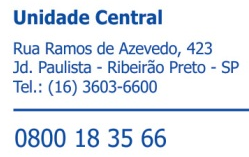 Unidade Central
Rua Ramos de Azevedo, 423
Jd. Paulista - Ribeirão Preto - SP
Tel.: (16) 3603-6600
0800 18 35 66